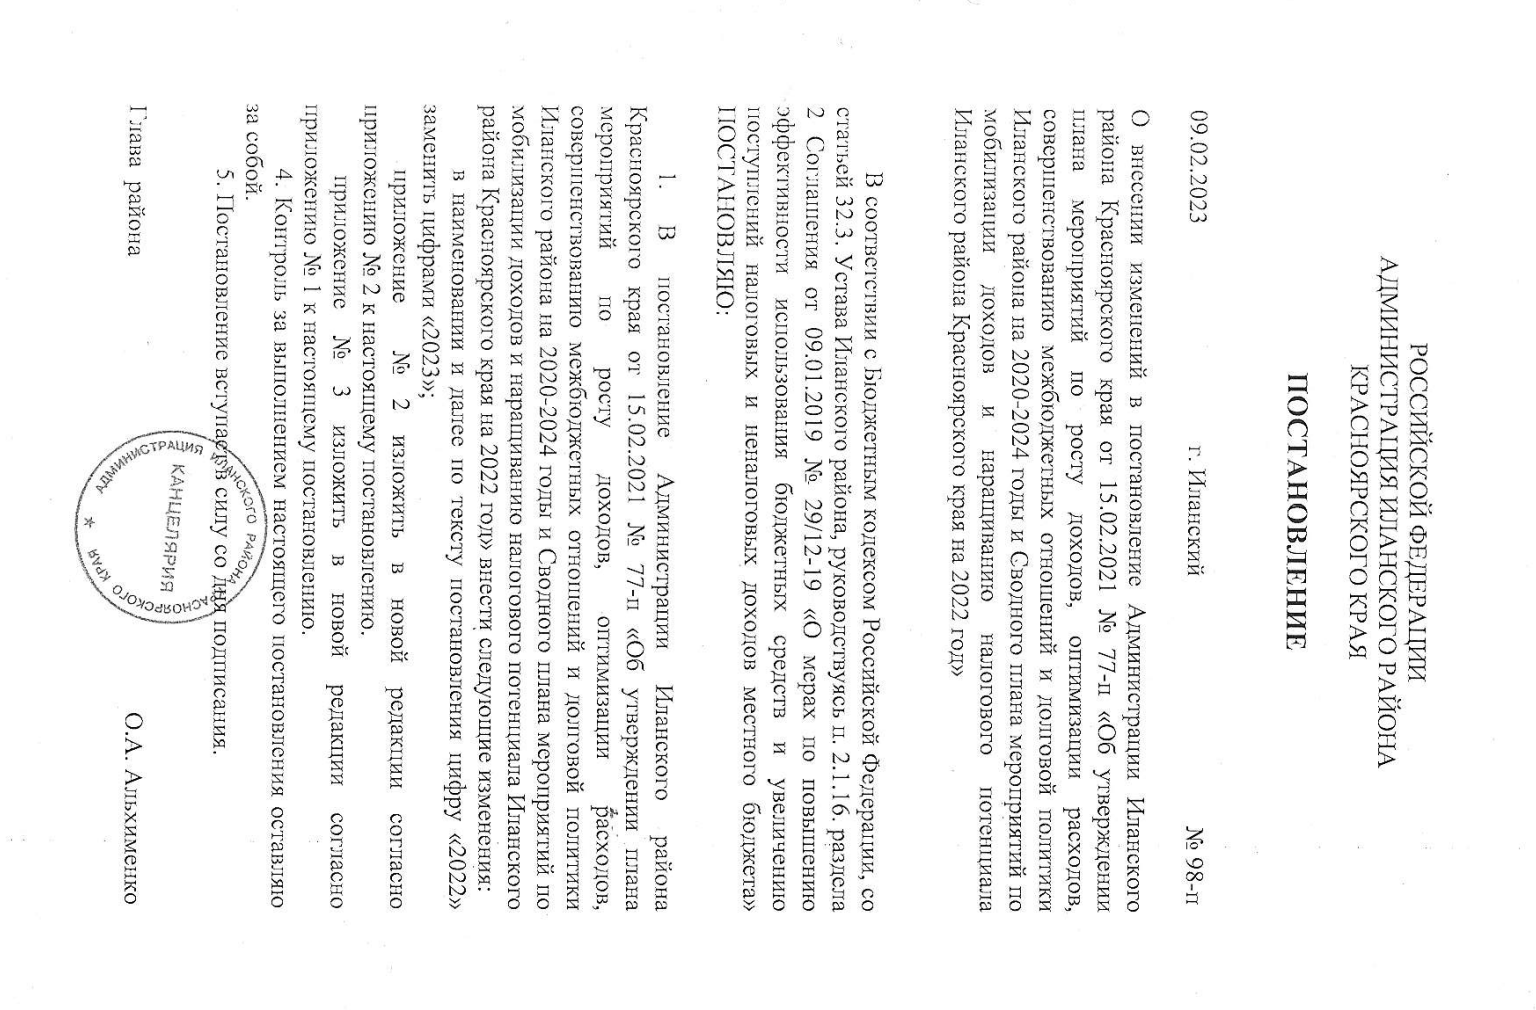 РОССИЙСКОЙ ФЕДЕРАЦИИ
АДМИНИСТРАЦИЯ ИЛАНСКОГО РАЙОНА
КРАСНОЯРСКОГО КРАЯ
ПОСТАНОВЛЕНИЕ
09.02.2023 г. Иланский № 98-п
О внесении изменений в постановление Администрации Иланского
района Красноярского края от 15.02.2021 № 77-п «Об утверждении
плана мероприятий по росту доходов, оптимизации расходов,
совершенствованию межбюджетных отношений и долговой политики
Иланского района на 2020-2024 годы и Сводного плана мероприятий по
мобилизации доходов и наращиванию налогового потенциала
Иланского района Красноярского края на 2022 год»
В соответствии с Бюджетным кодексом Российской Федерации, со
статьей 32.3. Устава Иланского района, руководствуясь п. 2.1.16. раздела
2 Соглашения от 09.01.2019 № 29/12-19 «О мерах по повышению
эффективности использования бюджетных средств и увеличению
поступлений налоговых и неналоговых доходов местного бюджета»
ПОСТАНОВЛЯЮ:
1. В постановление Администрации Иланского района
Красноярского края от 15.02.2021 № 77-п «Об утверждении плана
мероприятий по росту доходов, оптимизации расходов,
совершенствованию межбюджетных отношений и долговой политики
Иланского района на 2020-2024 годы и Сводного плана мероприятий по
мобилизации доходов и наращиванию налогового потенциала Иланского
района Красноярского края на 2022 год» внести следующие изменения:
в наименовании и далее по тексту постановления цифру «2022»
заменить цифрами «2023»;
приложение № 2 изложить в новой редакции согласно
приложению № 2 к настоящему постановлению.
приложение № 3 изложить в новой редакции согласно
приложению № 1 к настоящему постановлению.
4. Контроль за выполнением настоящего постановления оставляю
за собой.
5. Постановление вступает в силу со дня подписания.
Глава района О.А. Альхименко
АДМИНИСТРАЦИЯ ИЛАНСКОГО РАЙОНА КРАСНОЯРСКОГО КРАЯ
КАНЦЕЛЯРИЯ